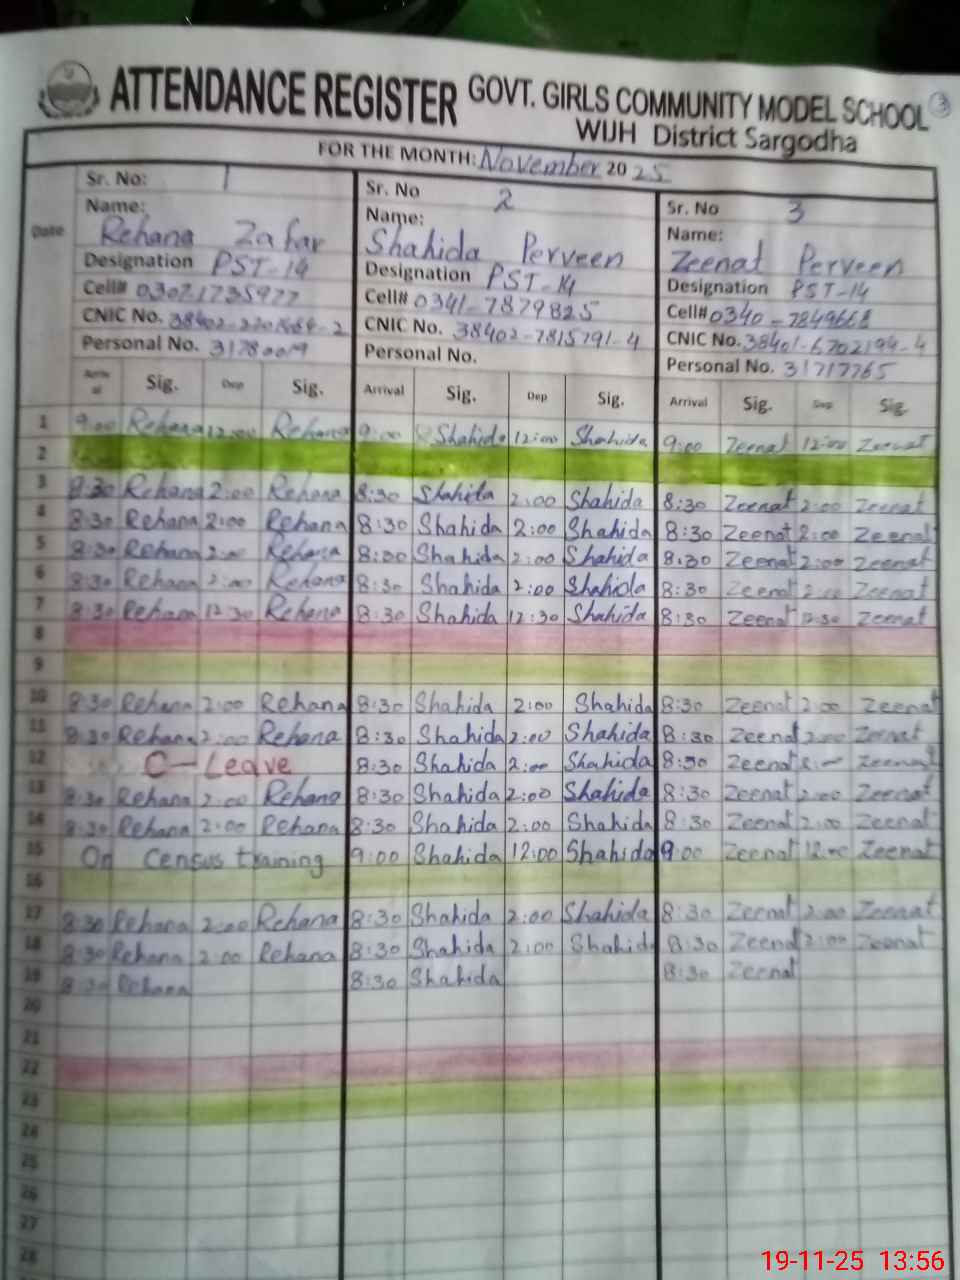 ATTENDANCE REGISTER GOVT. GIRLS COMMUNITY MODEL SCHOOL 3
WIJH District Sargodha
FOR THE MONTH: November 2025
Date
Sr. No: 1 Sr. No 2 Sr. No 3
Name: Name: Name:
Rehana Zafar Shahida Perveen Zeenat Perveen
Designation PST-14 Designation PST-14 Designation PST-14
Cell# 03021735977 Cell# 0341-7879825 Cell# 0340-7849668
CNIC No. CNIC No. 38402-7815791-4 CNIC No. 38401-6702194-4
Personal No. Personal No. Personal No. 31717765
Arrival Sig. Dep Sig. Arrival Sig. Dep Sig. Arrival Sig. Dep Sig.
1 9:00 Rehana 12:00 Rehana 9:00 Shahida 12:00 Shahida 9:00 Zeenat 12:00 Zeenat
2
3 8:30 Rehana 2:00 Rehana 8:30 Shahida 2:00 Shahida 8:30 Zeenat 2:00 Zeenat
4 8:30 Rehana 2:00 Rehana 8:30 Shahida 2:00 Shahida 8:30 Zeenat 2:00 Zeenat
5 8:30 Rehana 2:00 Rehana Shahida 2:00 Shahida 8:30 Zeenat 2:00 Zeenat
6 8:30 Rehana 2:00 Rehana 8:30 Shahida 2:00 Shahida 8:30 Zeenat 2:00 Zeenat
7 8:30 Rehana 12:30 Rehana 8:30 Shahida 12:30 Shahida 8:30 Zeenat 12:30 Zeenat
8
9
10 8:30 Rehana 2:00 Rehana 8:30 Shahida 2:00 Shahida 8:30 Zeenat 2:00 Zeenat
11 8:30 Rehana 2:00 Rehana 8:30 Shahida 2:00 Shahida 8:30 Zeenat 2:00 Zeenat
12 C-Leave 8:30 Shahida 2:00 Shahida 8:30 Zeenat Zeenat
13 8:30 Rehana 2:00 Rehana 8:30 Shahida 2:00 Shahida 8:30 Zeenat 2:00 Zeenat
14 8:30 Rehana 2:00 Rehana 8:30 Shahida 2:00 Shahida 8:30 Zeenat 2:00 Zeenat
15 On Census training 9:00 Shahida 12:00 Shahida 9:00 Zeenat 12:00 Zeenat
16
17 8:30 Rehana 2:00 Rehana 8:30 Shahida 2:00 Shahida 8:30 Zeenat 2:00 Zeenat
18 8:30 Rehana 2:00 Rehana 8:30 Shahida 2:00 Shahida 8:30 Zeenat 2:00 Zeenat
19 8:30 Rehana 8:30 Shahida 8:30 Zeenat
20
21
22
23
24
25
26
27
28
19-11-25 13:56